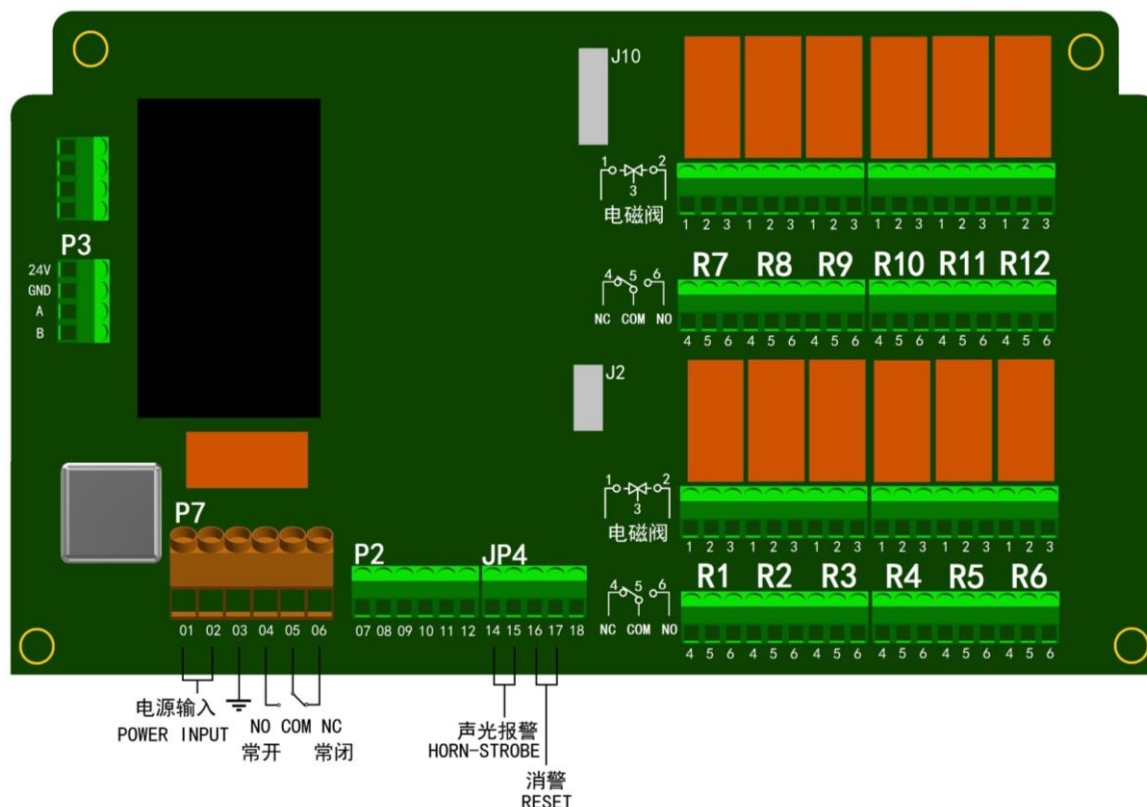 J10
1 2
3
电磁阀
1 2 3 1 2 3 1 2 3 1 2 3 1 2 3 1 2 3
P3
24V
GND
A
B
R7 R8 R9 R10 R11 R12
4 5 6
NC COM NO
4 5 6 4 5 6 4 5 6 4 5 6 4 5 6 4 5 6
J2
1 2
3
电磁阀
1 2 3 1 2 3 1 2 3 1 2 3 1 2 3 1 2 3
P7
P2
JP4
R1 R2 R3 R4 R5 R6
4 5 6
NC COM NO
4 5 6 4 5 6 4 5 6 4 5 6 4 5 6 4 5 6
01 02 03 04 05 06
07 08 09 10 11 12
14 15 16 17 18
电源输入
POWER INPUT
NO COM NC
常开 常闭
声光报警
HORN-STROBE
消警
RESET